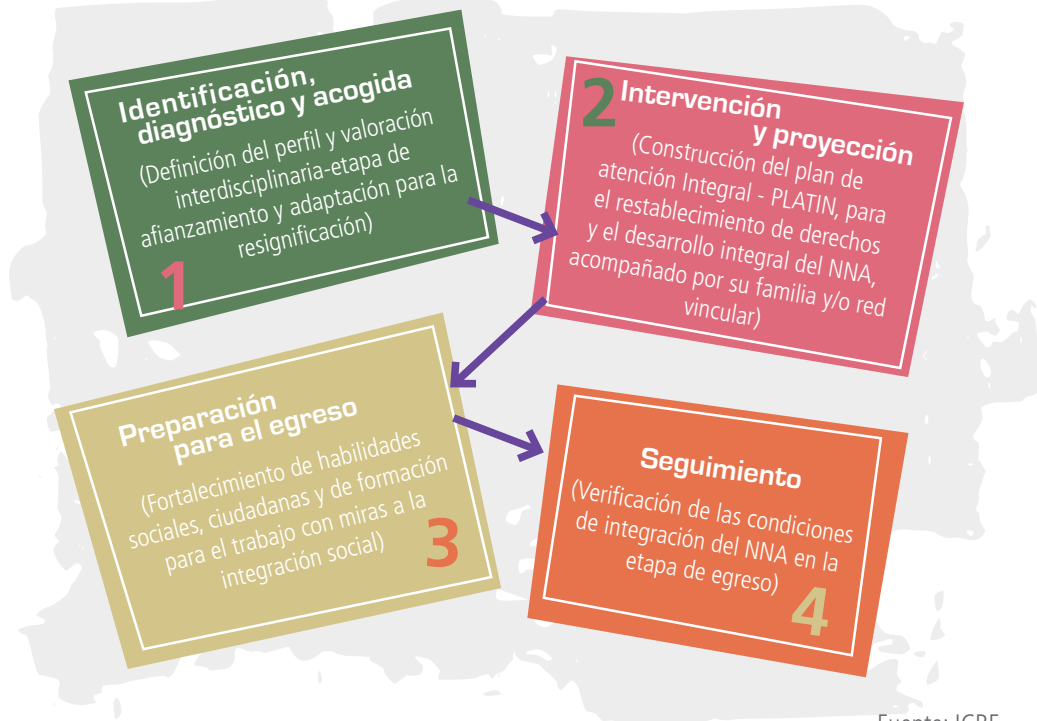 Identificación,
diagnóstico y acogida
(Definición del perfil y valoración
interdisciplinaria-etapa de
afianzamiento y adaptación para la
resignificación)
1
2
Intervención
y proyección
(Construcción del plan de
atención Integral - PLATIN, para
el restablecimiento de derechos
y el desarrollo integral del NNA,
acompañado por su familia y/o red
vincular)
Preparación
para el egreso
(Fortalecimiento de habilidades
sociales, ciudadanas y de formación
para el trabajo con miras a la
integración social)
3
Seguimiento
(Verificación de las condiciones
de integración del NNA en la
etapa de egreso)
4
Fuente: ICBF